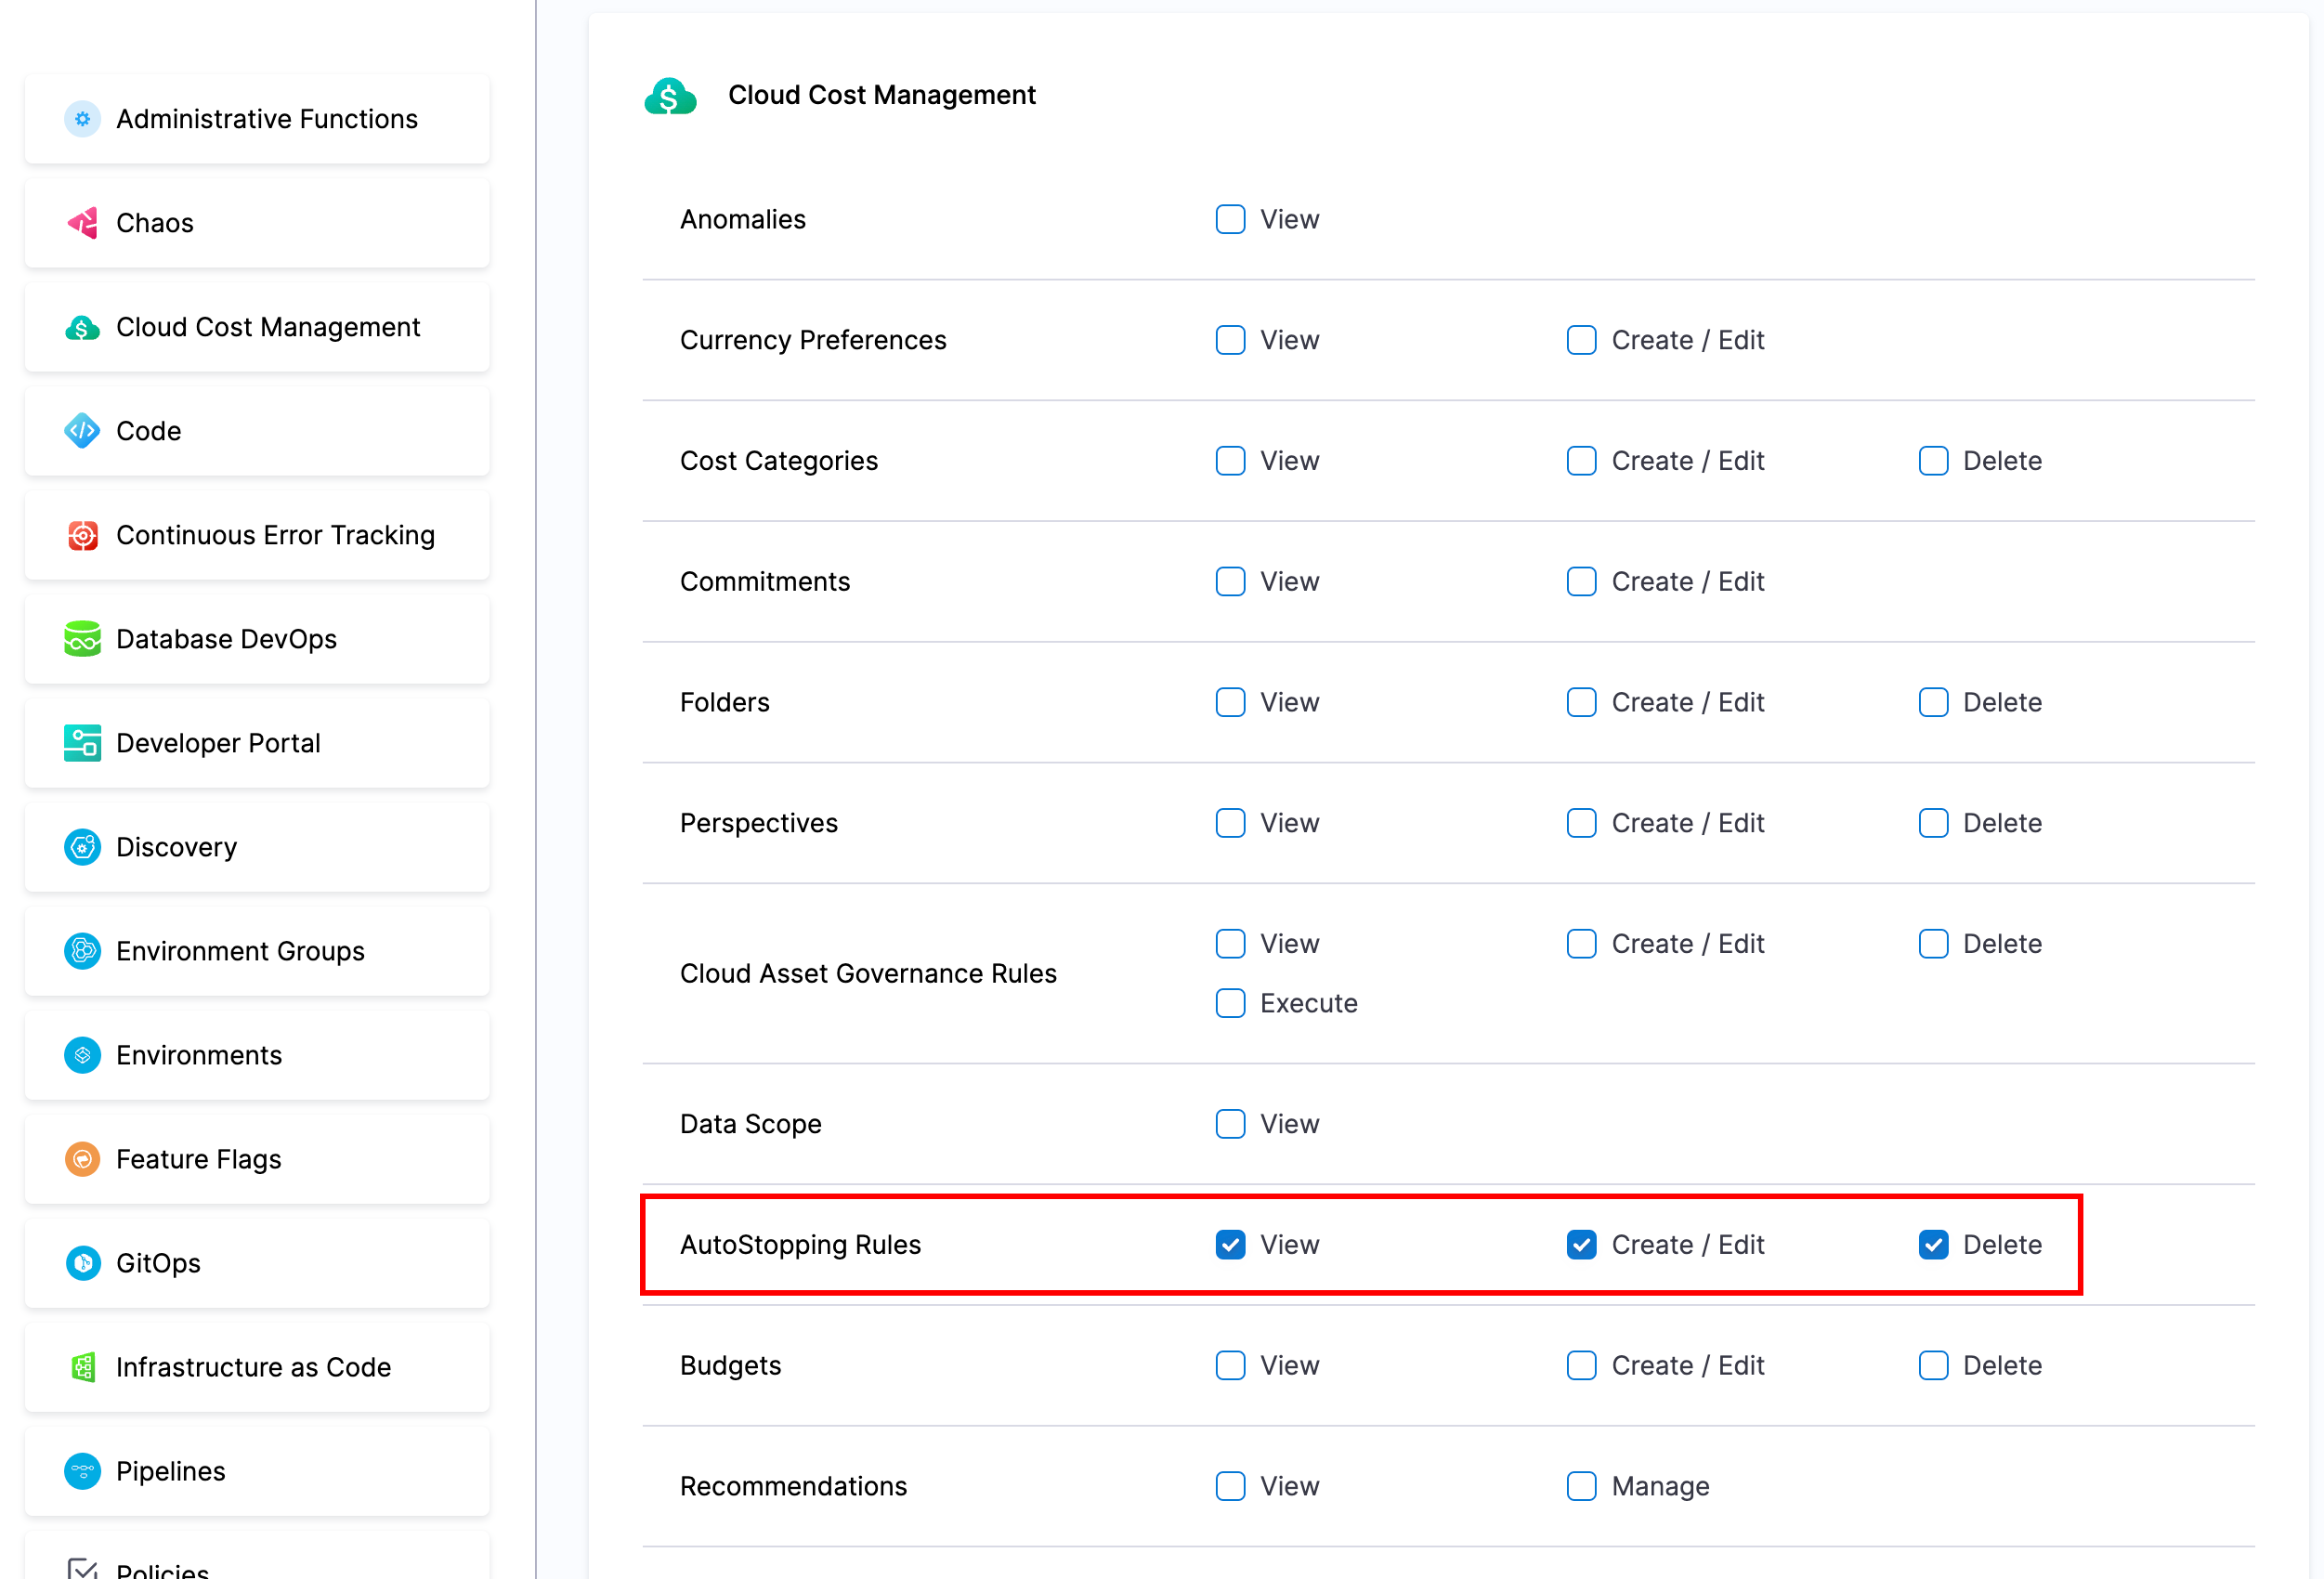 Administrative Functions
Chaos
Cloud Cost Management
Code
Continuous Error Tracking
Database DevOps
Developer Portal
Discovery
Environment Groups
Environments
Feature Flags
GitOps
Infrastructure as Code
Pipelines
Policies
Cloud Cost Management
Anomalies View
Currency Preferences View Create / Edit
Cost Categories View Create / Edit Delete
Commitments View Create / Edit
Folders View Create / Edit Delete
Perspectives View Create / Edit Delete
Cloud Asset Governance Rules View Create / Edit Delete
Execute
Data Scope View
AutoStopping Rules View Create / Edit Delete
Budgets View Create / Edit Delete
Recommendations View Manage